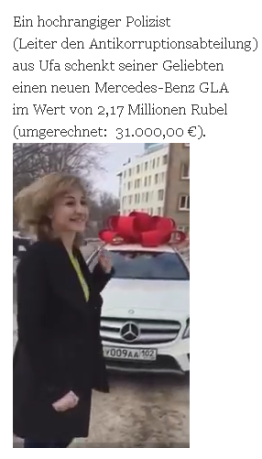 Ein hochrangiger Polizist
(Leiter den Antikorruptionsabteilung)
aus Ufa schenkt seiner Geliebten
einen neuen Mercedes-Benz GLA
im Wert von 2,17 Millionen Rubel
(umgerechnet: 31.000,00 €).
У009АА 102